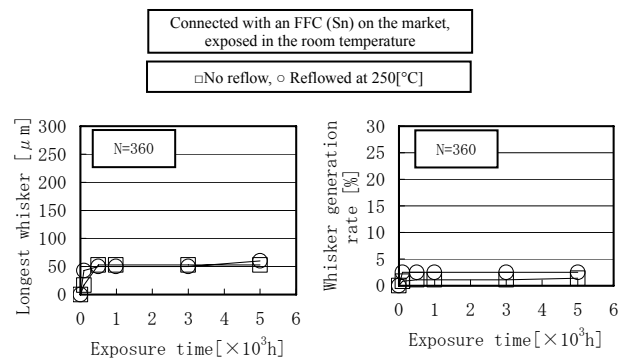 Connected with an FFC (Sn) on the market,
exposed in the room temperature
□No reflow, ○ Reflowed at 250[°C]
Longest whisker [μm]
300
250
200
150
100
50
0
N=360
0 1 2 3 4 5 6
Exposure time[×10³h]
Whisker generation
rate [%]
30
25
20
15
10
5
0
N=360
0 1 2 3 4 5 6
Exposure time[×10³h]